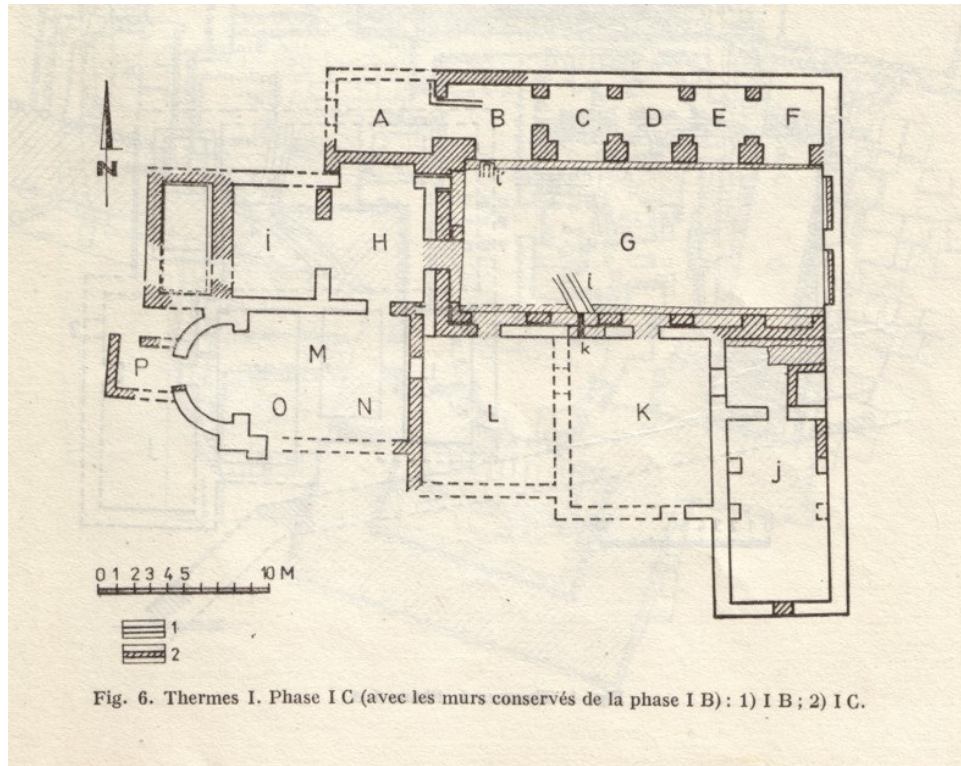 A
B
C
D
E
F
i
H
G
i
i
k
M
P
O
N
L
K
J
N
0 1 2 3 4 5 10 M
1
2
Fig. 6. Thermes I. Phase I C (avec les murs conservés de la phase I B) : 1) I B ; 2) I C.